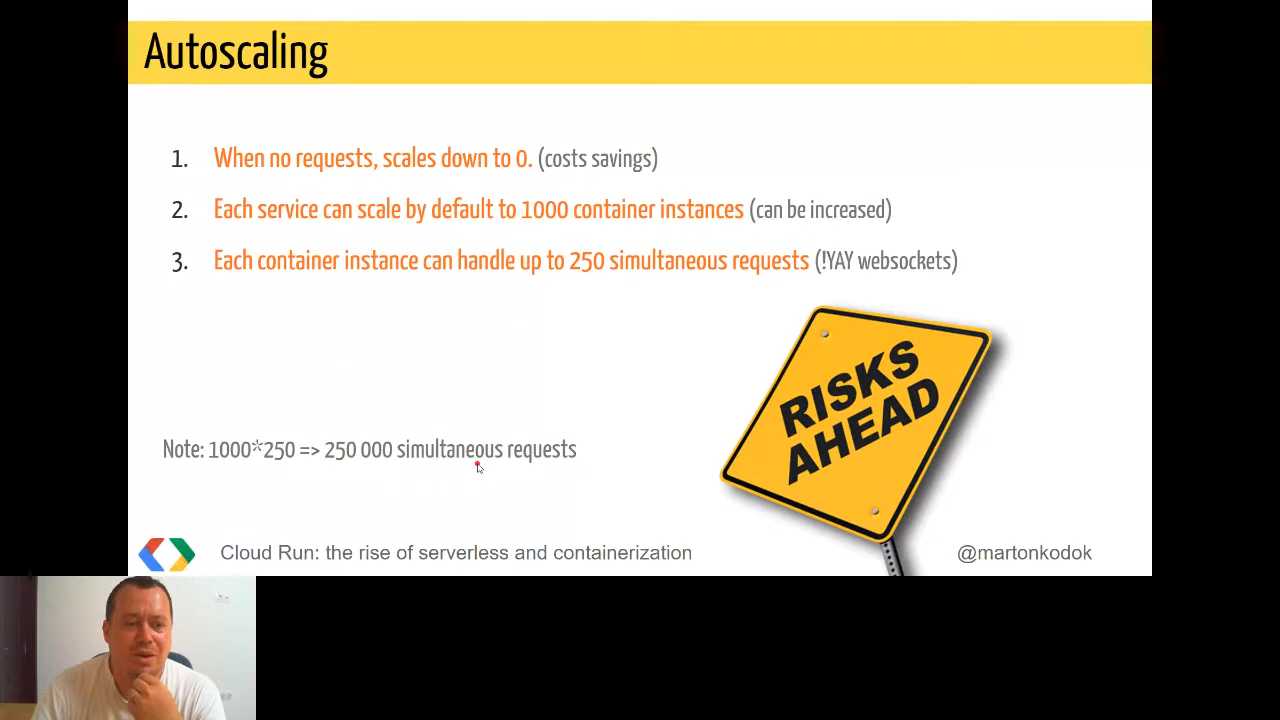 Autoscaling
1. When no requests, scales down to 0. (costs savings)
2. Each service can scale by default to 1000 container instances (can be increased)
3. Each container instance can handle up to 250 simultaneous requests (!YAY websockets)
RISKS
AHEAD
Note: 1000*250 => 250 000 simultaneous requests
Cloud Run: the rise of serverless and containerization
@martonkodok